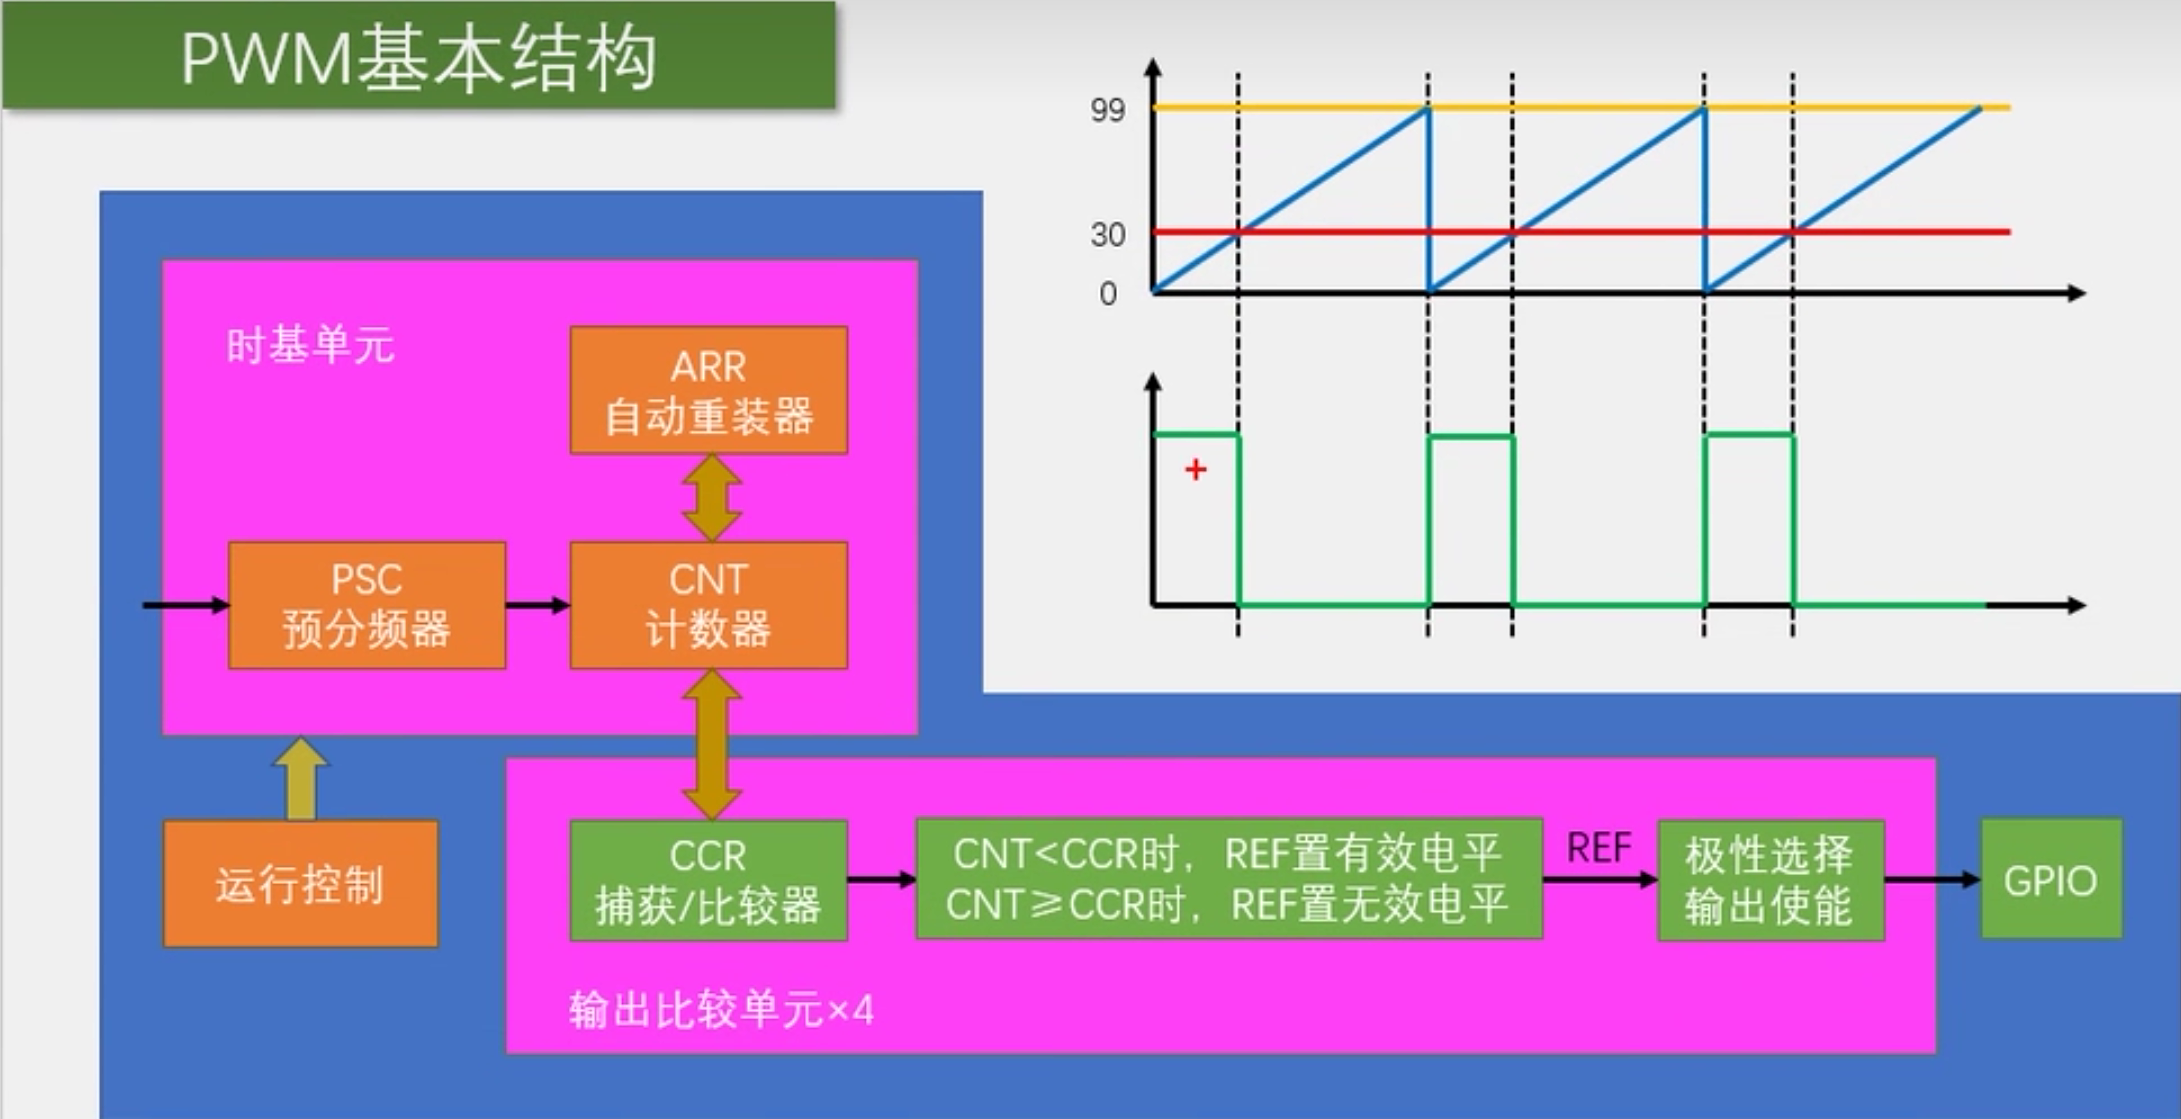 PWM基本结构
99
30
0
+
时基单元
ARR
自动重装器
PSC
预分频器
CNT
计数器
运行控制
CCR
捕获/比较器
CNT<CCR时，REF置有效电平
CNT≥CCR时，REF置无效电平
REF
极性选择
输出使能
GPIO
输出比较单元×4